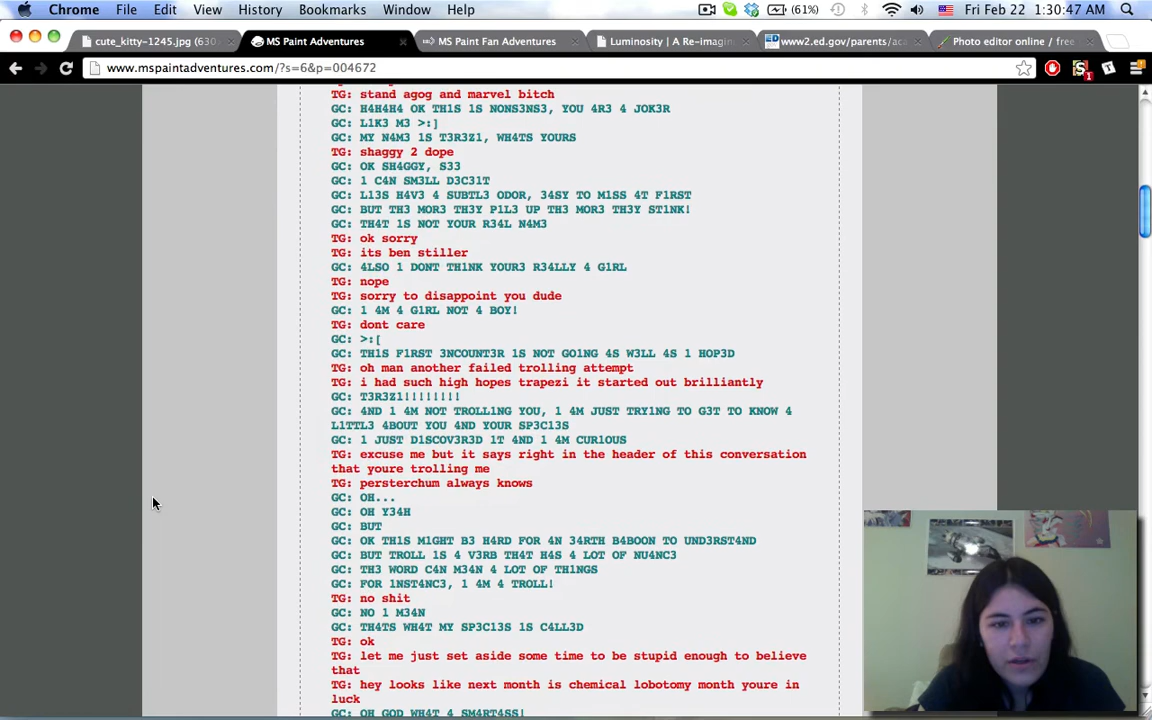 Chrome File Edit View History Bookmarks Window Help (61%) Fri Feb 22 1:30:47 AM
cute_kitty-1245.jpg (630 MS Paint Adventures MS Paint Fan Adventures Luminosity | A Re-imagin www2.ed.gov/parents/ac Photo editor online / free
www.mspaintadventures.com/?s=6&p=004672
TG: stand agog and marvel bitch
GC: H4H4H4 OK TH1S 1S NONS3NS3, YOU 4R3 4 JOK3R
GC: L1K3 M3 >:]
GC: MY N4M3 1S T3R3Z1, WH4TS YOURS
TG: shaggy 2 dope
GC: OK SH4GGY, S33
GC: 1 C4N SM3LL D3C31T
GC: L13S H4V3 4 SUBTL3 ODOR, 34SY TO M1SS 4T F1RST
GC: BUT TH3 MOR3 TH3Y P1L3 UP TH3 MOR3 TH3Y ST1NK!
GC: TH4T 1S NOT YOUR R34L N4M3
TG: ok sorry
TG: its ben stiller
GC: 4LSO 1 DONT TH1NK YOUR3 R34LLY 4 G1RL
TG: nope
TG: sorry to disappoint you dude
GC: 1 4M 4 G1RL NOT 4 BOY!
TG: dont care
GC: >:[
GC: TH1S F1RST 3NCOUNT3R 1S NOT GO1NG 4S W3LL 4S 1 HOP3D
TG: oh man another failed trolling attempt
TG: i had such high hopes trapezi it started out brilliantly
GC: T3R3Z1!!!!!!!!
GC: 4ND 1 4M NOT TROLL1NG YOU, 1 4M JUST TRY1NG TO G3T TO KNOW 4
L1TTL3 4BOUT YOU 4ND YOUR SP3C13S
GC: 1 JUST D1SCOV3R3D 1T 4ND 1 4M CUR1OUS
TG: excuse me but it says right in the header of this conversation
that youre trolling me
TG: persterchum always knows
GC: OH...
GC: OH Y34H
GC: BUT
GC: OK TH1S M1GHT B3 H4RD FOR 4N 34RTH B4BOON TO UND3RST4ND
GC: BUT TROLL 1S 4 V3RB TH4T H4S 4 LOT OF NU4NC3
GC: TH3 WORD C4N M34N 4 LOT OF TH1NGS
GC: FOR 1NST4NC3, 1 4M 4 TROLL!
TG: no shit
GC: NO 1 M34N
GC: TH4TS WH4T MY SP3C13S 1S C4LL3D
TG: ok
TG: let me just set aside some time to be stupid enough to believe
that
TG: hey looks like next month is chemical lobotomy month youre in
luck
GC: OH GOD WH4T 4 SM4RT4SS!